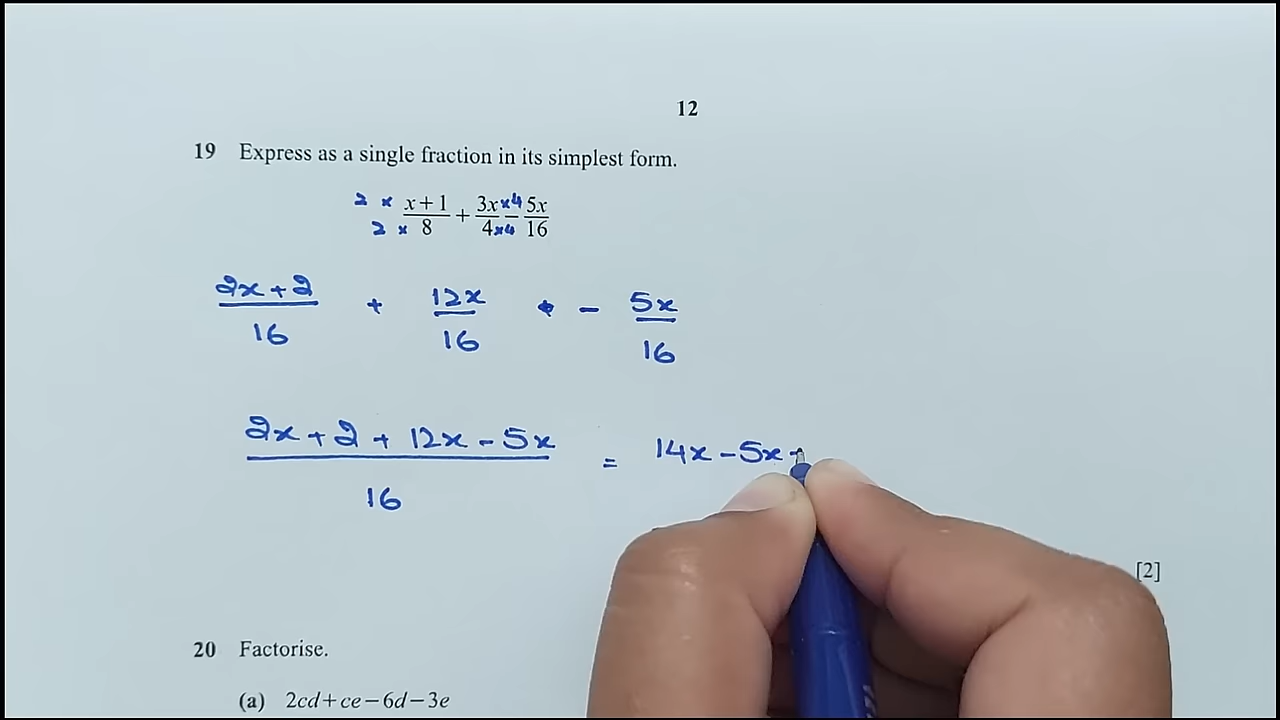 12
19 Express as a single fraction in its simplest form.
2 × x+1 + 3x ×4 − 5x
2 × 8 4 ×4 16
2x + 2 + 12x - 5x
16 16 16
2x + 2 + 12x - 5x = 14x - 5x +
16
[2]
20 Factorise.
(a) 2cd+ce−6d−3e